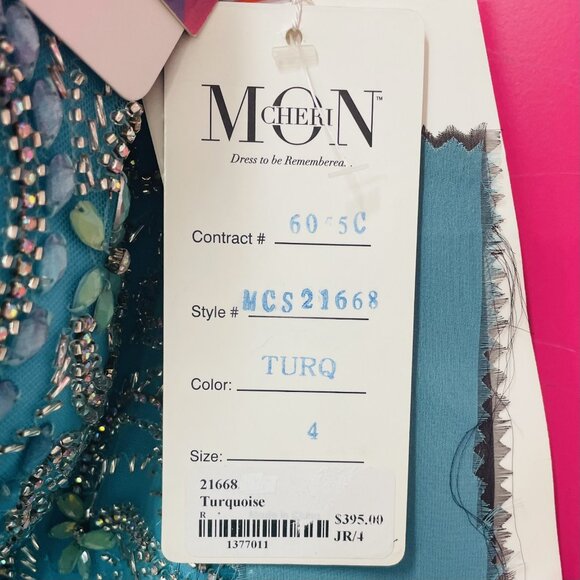 MON™
CHERI
Dress to be Remembered. .
Contract #
Style # MCS21668
Color: TURQ
Size: 4
21668
Turquoise
R $395.00
1377011 JR/4